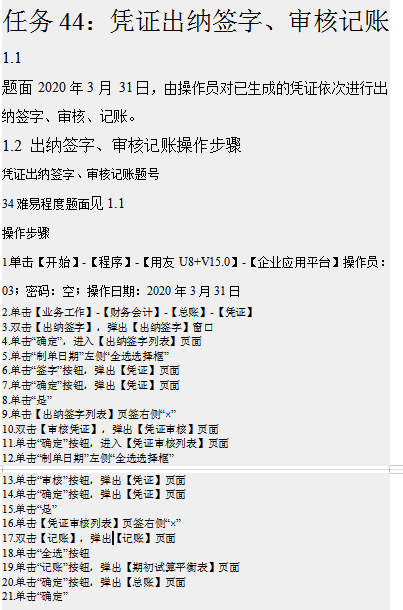 任务 44：凭证出纳签字、审核记账
1.1
题面 2020 年 3 月 31 日，由操作员对已生成的凭证依次进行出
纳签字、审核、记账。
1.2 出纳签字、审核记账操作步骤
凭证出纳签字、审核记账题号
34 难易程度题面见 1.1
操作步骤
1.单击【开始】-【程序】-【用友 U8+V15.0】-【企业应用平台】操作员：
03；密码：空；操作日期：2020 年 3 月 31 日
2.单击【业务工作】-【财务会计】-【总账】-【凭证】
3.双击【出纳签字】，弹出【出纳签字】窗口
4.单击“确定”，进入【出纳签字列表】页面
5.单击“制单日期”左侧“全选选择框”
6.单击“签字”按钮，弹出【凭证】页面
7.单击“确定”按钮，弹出【凭证】页面
8.单击“是”
9.单击【出纳签字列表】页签右侧“×”
10.双击【审核凭证】，弹出【凭证审核】页面
11.单击“确定”按钮，进入【凭证审核列表】页面
12.单击“制单日期”左侧“全选选择框”
13.单击“审核”按钮，弹出【凭证】页面
14.单击“确定”按钮，弹出【凭证】页面
15.单击“是”
16.单击【凭证审核列表】页签右侧“×”
17.双击【记账】，弹出【记账】页面
18.单击“全选”按钮
19.单击“记账”按钮，弹出【期初试算平衡表】页面
20.单击“确定”按钮，弹出【总账】页面
21.单击“确定”